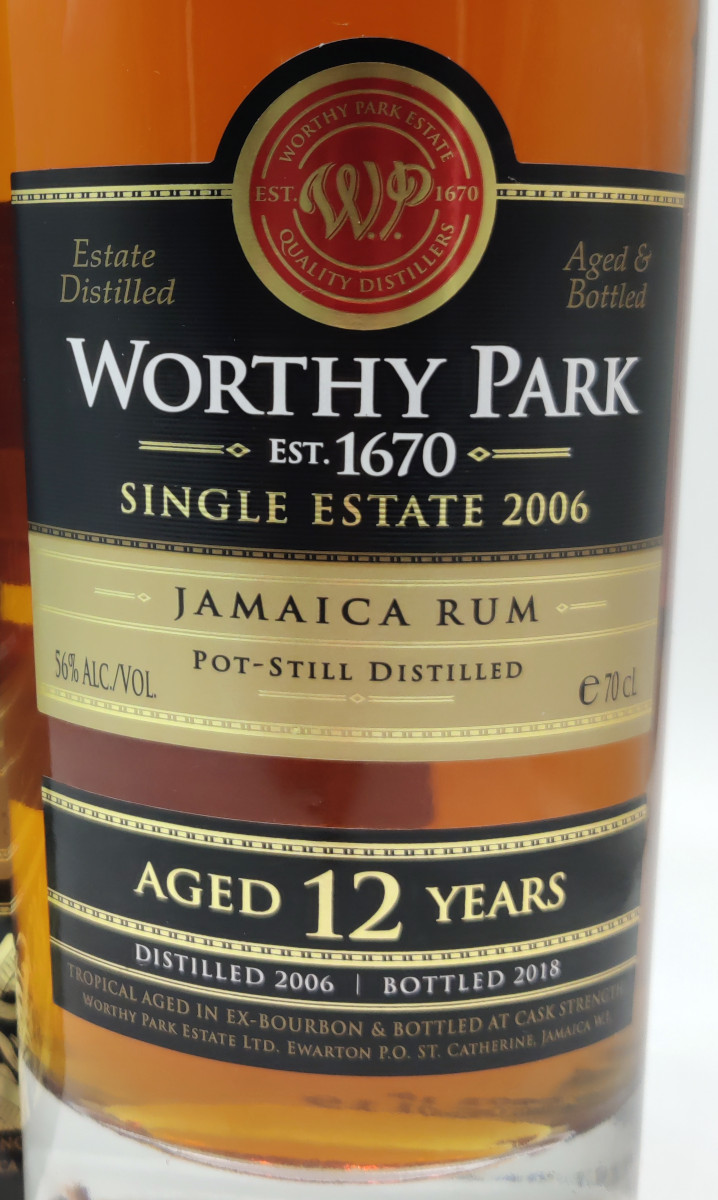 WORTHY PARK ESTATE
EST. W.P. 1670
QUALITY DISTILLERS
Estate
Distilled
Aged &
Bottled
WORTHY PARK
EST. 1670
SINGLE ESTATE 2006
JAMAICA RUM
56% ALC./VOL.
POT-STILL DISTILLED
e 70 cL
AGED 12 YEARS
DISTILLED 2006 | BOTTLED 2018
TROPICAL AGED IN EX-BOURBON & BOTTLED AT CASK STRENGTH
WORTHY PARK ESTATE LTD. EWARTON P.O. ST. CATHERINE, JAMAICA W.I.